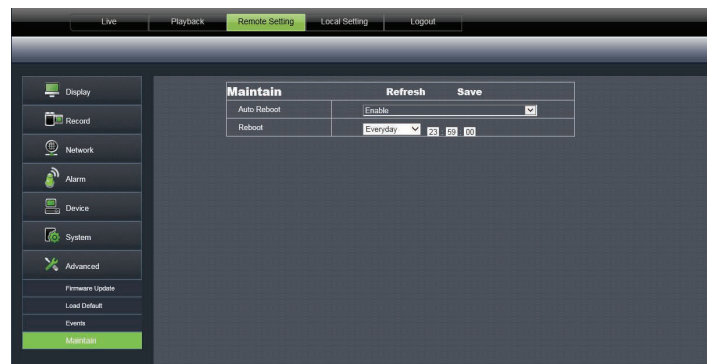 Live Playback Remote Setting Local Setting Logout
Display
Record
Network
Alarm
Device
System
Advanced
Firmware Update
Load Default
Events
Maintain
Maintain Refresh Save
Auto Reboot Enable
Reboot Everyday 23 : 59 : 00